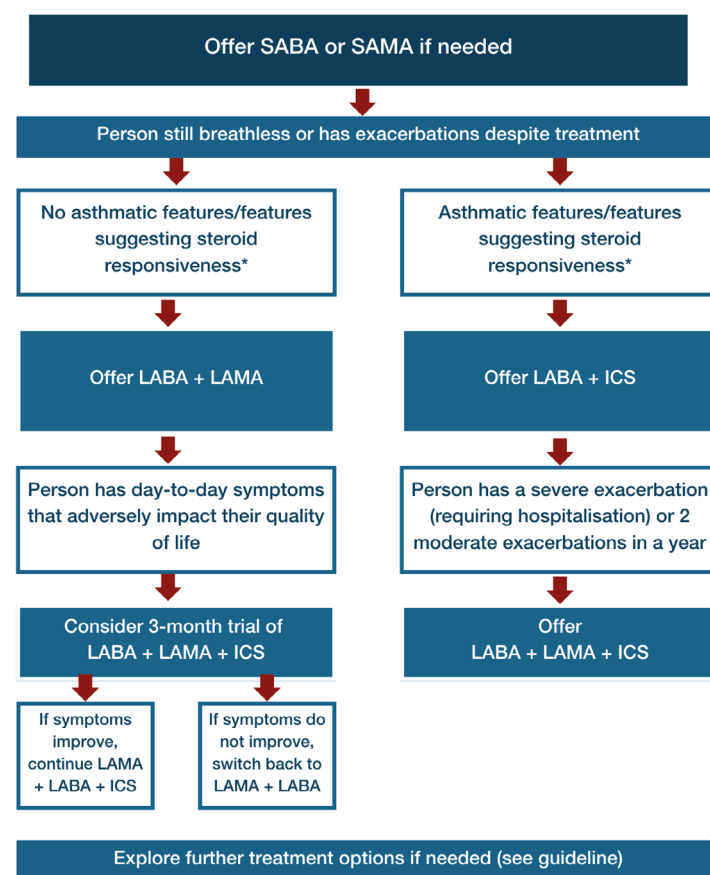 Offer SABA or SAMA if needed
Person still breathless or has exacerbations despite treatment
No asmathic features/features
suggesting steroid
responsiveness*
Asthmatic features/features
suggesting steroid
responsiveness*
Offer LABA + LAMA
Offer LABA + ICS
Person has day-to-day symptoms
that adversely impact their quality
of life
Person has a severe exacerbation
(requiring hospitalisation) or 2
moderate exacerbations in a year
Consider 3-month trial of
LABA + LAMA + ICS
Offer
LABA + LAMA + ICS
If symptoms
improve,
continue LAMA
+ LABA + ICS
If symptoms do
not improve,
switch back to
LAMA + LABA
Explore further treatment options if needed (see guideline)